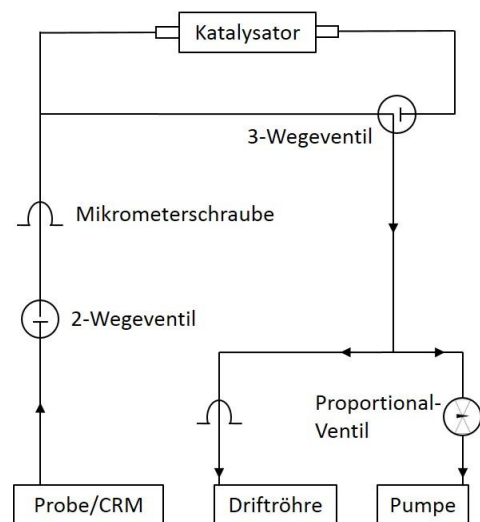 Katalysator
3-Wegeventil
Mikrometerschraube
2-Wegeventil
Proportional-
Ventil
Probe/CRM
Driftröhre
Pumpe